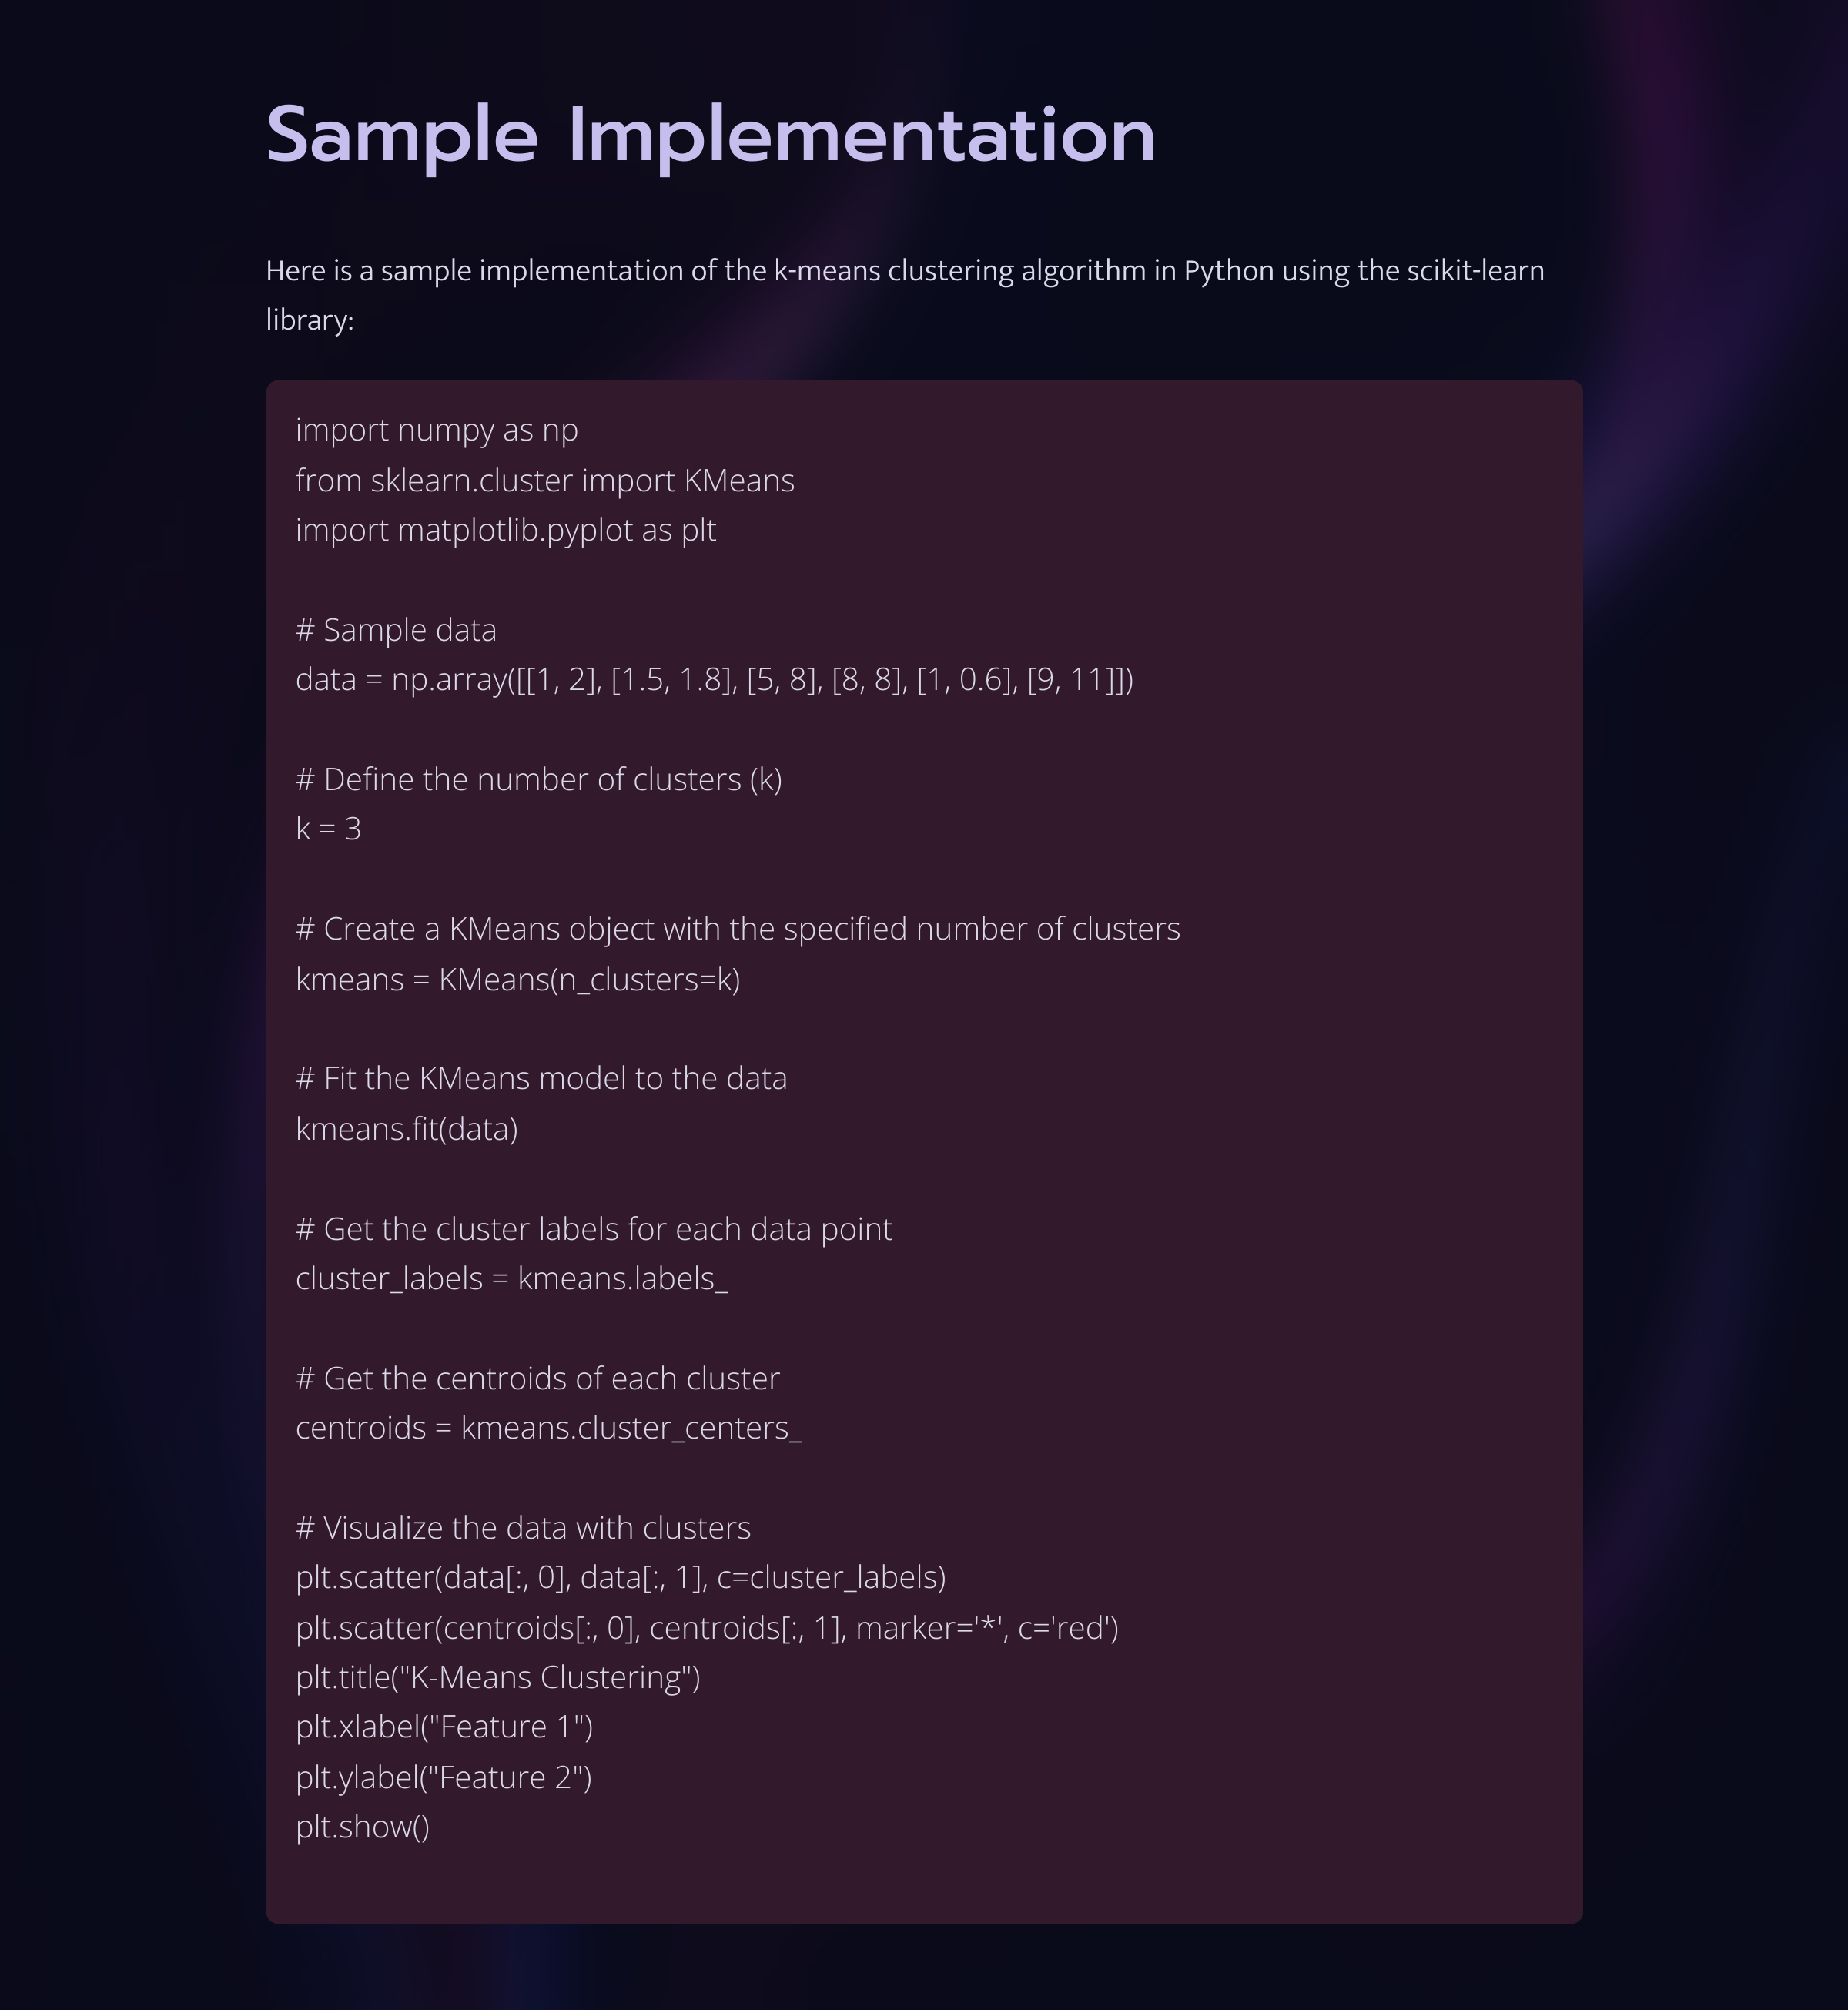 Sample Implementation
Here is a sample implementation of the k-means clustering algorithm in Python using the scikit-learn
library:
import numpy as np
from sklearn.cluster import KMeans
import matplotlib.pyplot as plt
# Sample data
data = np.array([[1, 2], [1.5, 1.8], [5, 8], [8, 8], [1, 0.6], [9, 11]])
# Define the number of clusters (k)
k = 3
# Create a KMeans object with the specified number of clusters
kmeans = KMeans(n_clusters=k)
# Fit the KMeans model to the data
kmeans.fit(data)
# Get the cluster labels for each data point
cluster_labels = kmeans.labels_
# Get the centroids of each cluster
centroids = kmeans.cluster_centers_
# Visualize the data with clusters
plt.scatter(data[:, 0], data[:, 1], c=cluster_labels)
plt.scatter(centroids[:, 0], centroids[:, 1], marker='*', c='red')
plt.title("K-Means Clustering")
plt.xlabel("Feature 1")
plt.ylabel("Feature 2")
plt.show()